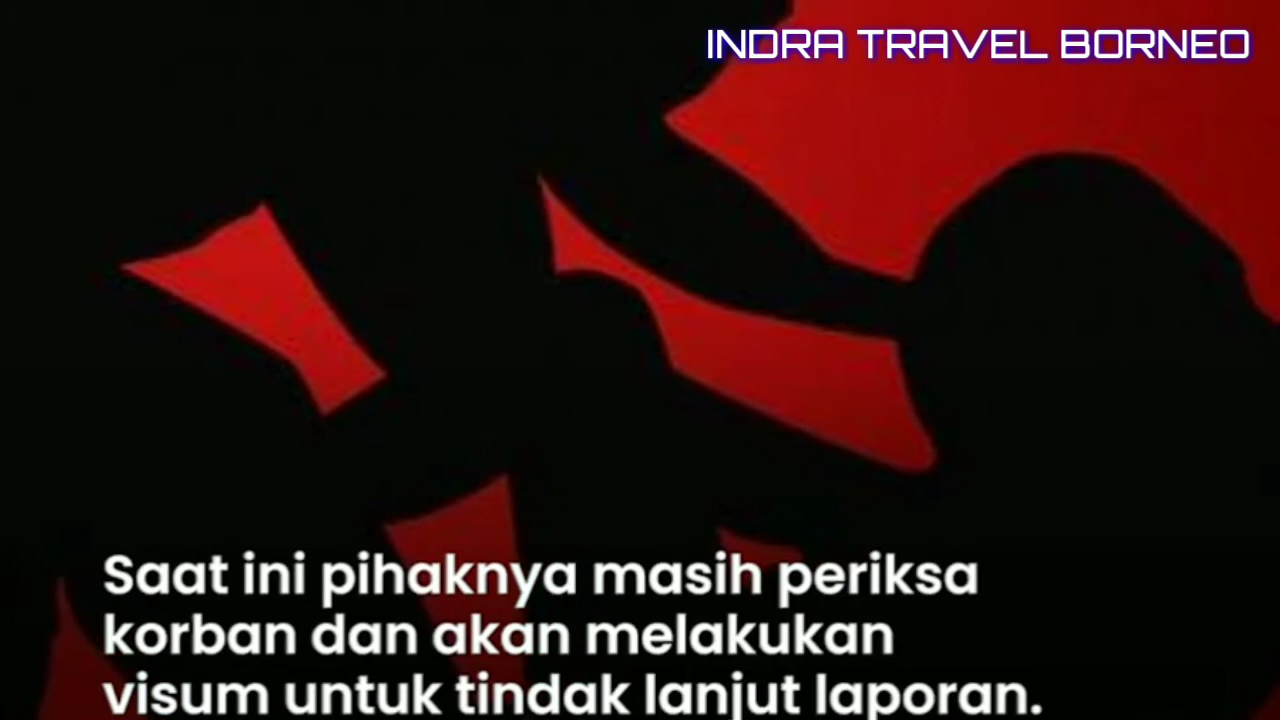 INDRA TRAVEL BORNEO
Saat ini pihaknya masih periksa
korban dan akan melakukan
visum untuk tindak lanjut laporan.